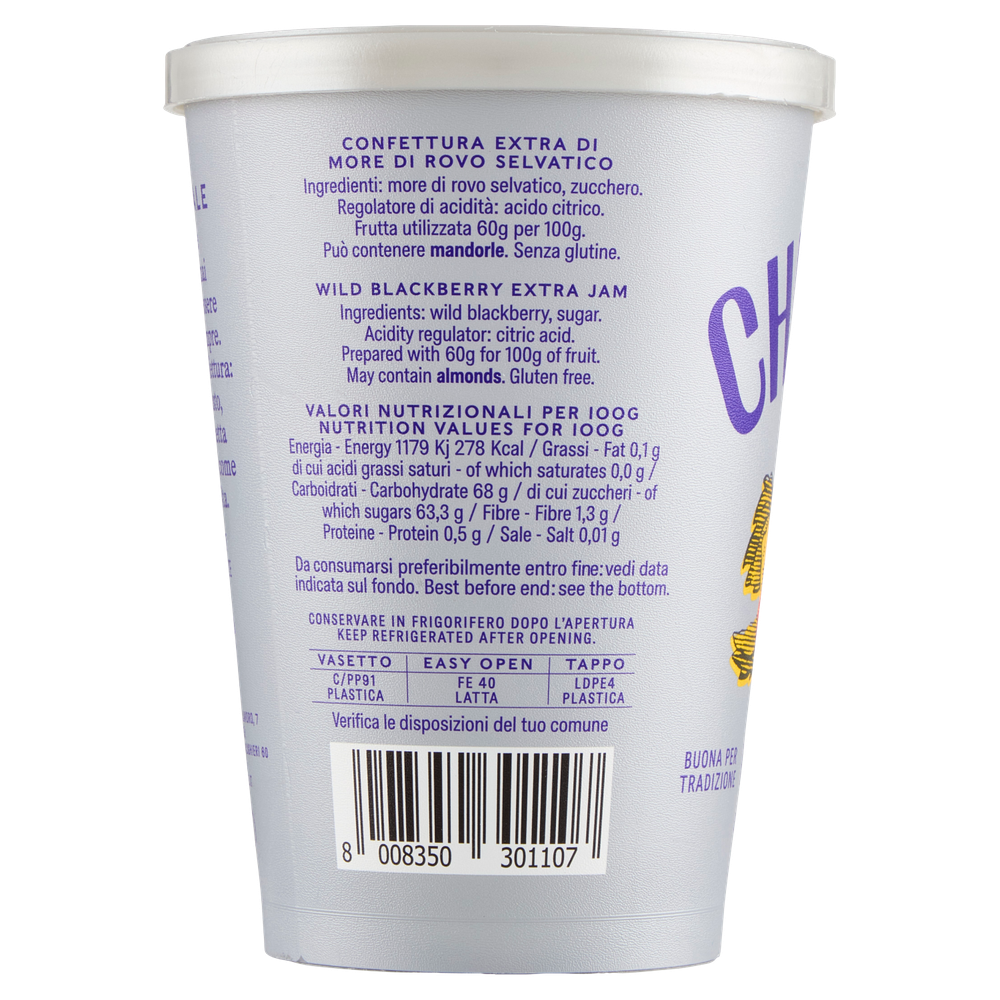 CONFETTURA EXTRA DI
MORE DI ROVO SELVATICO
Ingredienti: more di rovo selvatico, zucchero.
Regolatore di acidità: acido citrico.
Frutta utilizzata 60g per 100g.
Può contenere mandorle. Senza glutine.
WILD BLACKBERRY EXTRA JAM
Ingredients: wild blackberry, sugar.
Acidity regulator: citric acid.
Prepared with 60g for 100g of fruit.
May contain almonds. Gluten free.
VALORI NUTRIZIONALI PER 100G
NUTRITION VALUES FOR 100G
Energia - Energy 1179 Kj 278 Kcal / Grassi - Fat 0,1 g
di cui acidi grassi saturi - of which saturates 0,0 g /
Carboidrati - Carbohydrate 68 g / di cui zuccheri - of
which sugars 63,3 g / Fibre - Fibre 1,3 g /
Proteine - Protein 0,5 g / Sale - Salt 0,01 g
Da consumarsi preferibilmente entro fine: vedi data
indicata sul fondo. Best before end: see the bottom.
CONSERVARE IN FRIGORIFERO DOPO L'APERTURA
KEEP REFRIGERATED AFTER OPENING.
VASETTO EASY OPEN TAPPO
C/PP91 FE 40 LDPE4
PLASTICA LATTA PLASTICA
Verifica le disposizioni del tuo comune
8 008350 301107
CH
BUONA PER
TRADIZIONE